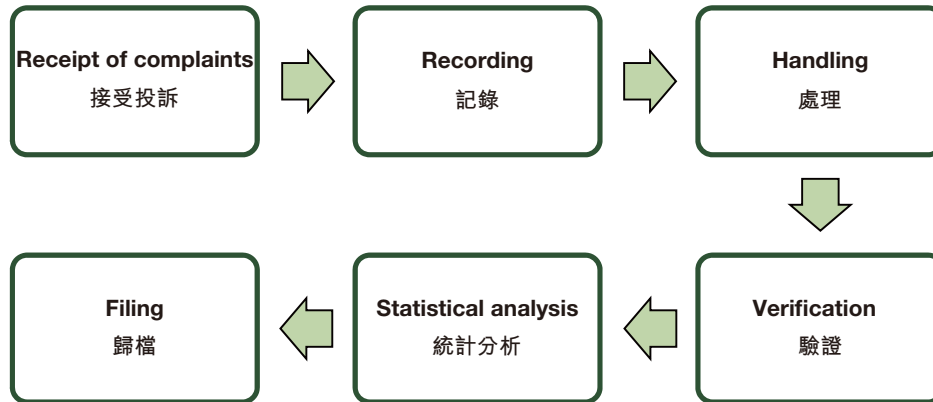 Receipt of complaints
接受投訴
Recording
記錄
Handling
處理
Verification
驗證
Statistical analysis
統計分析
Filing
歸檔